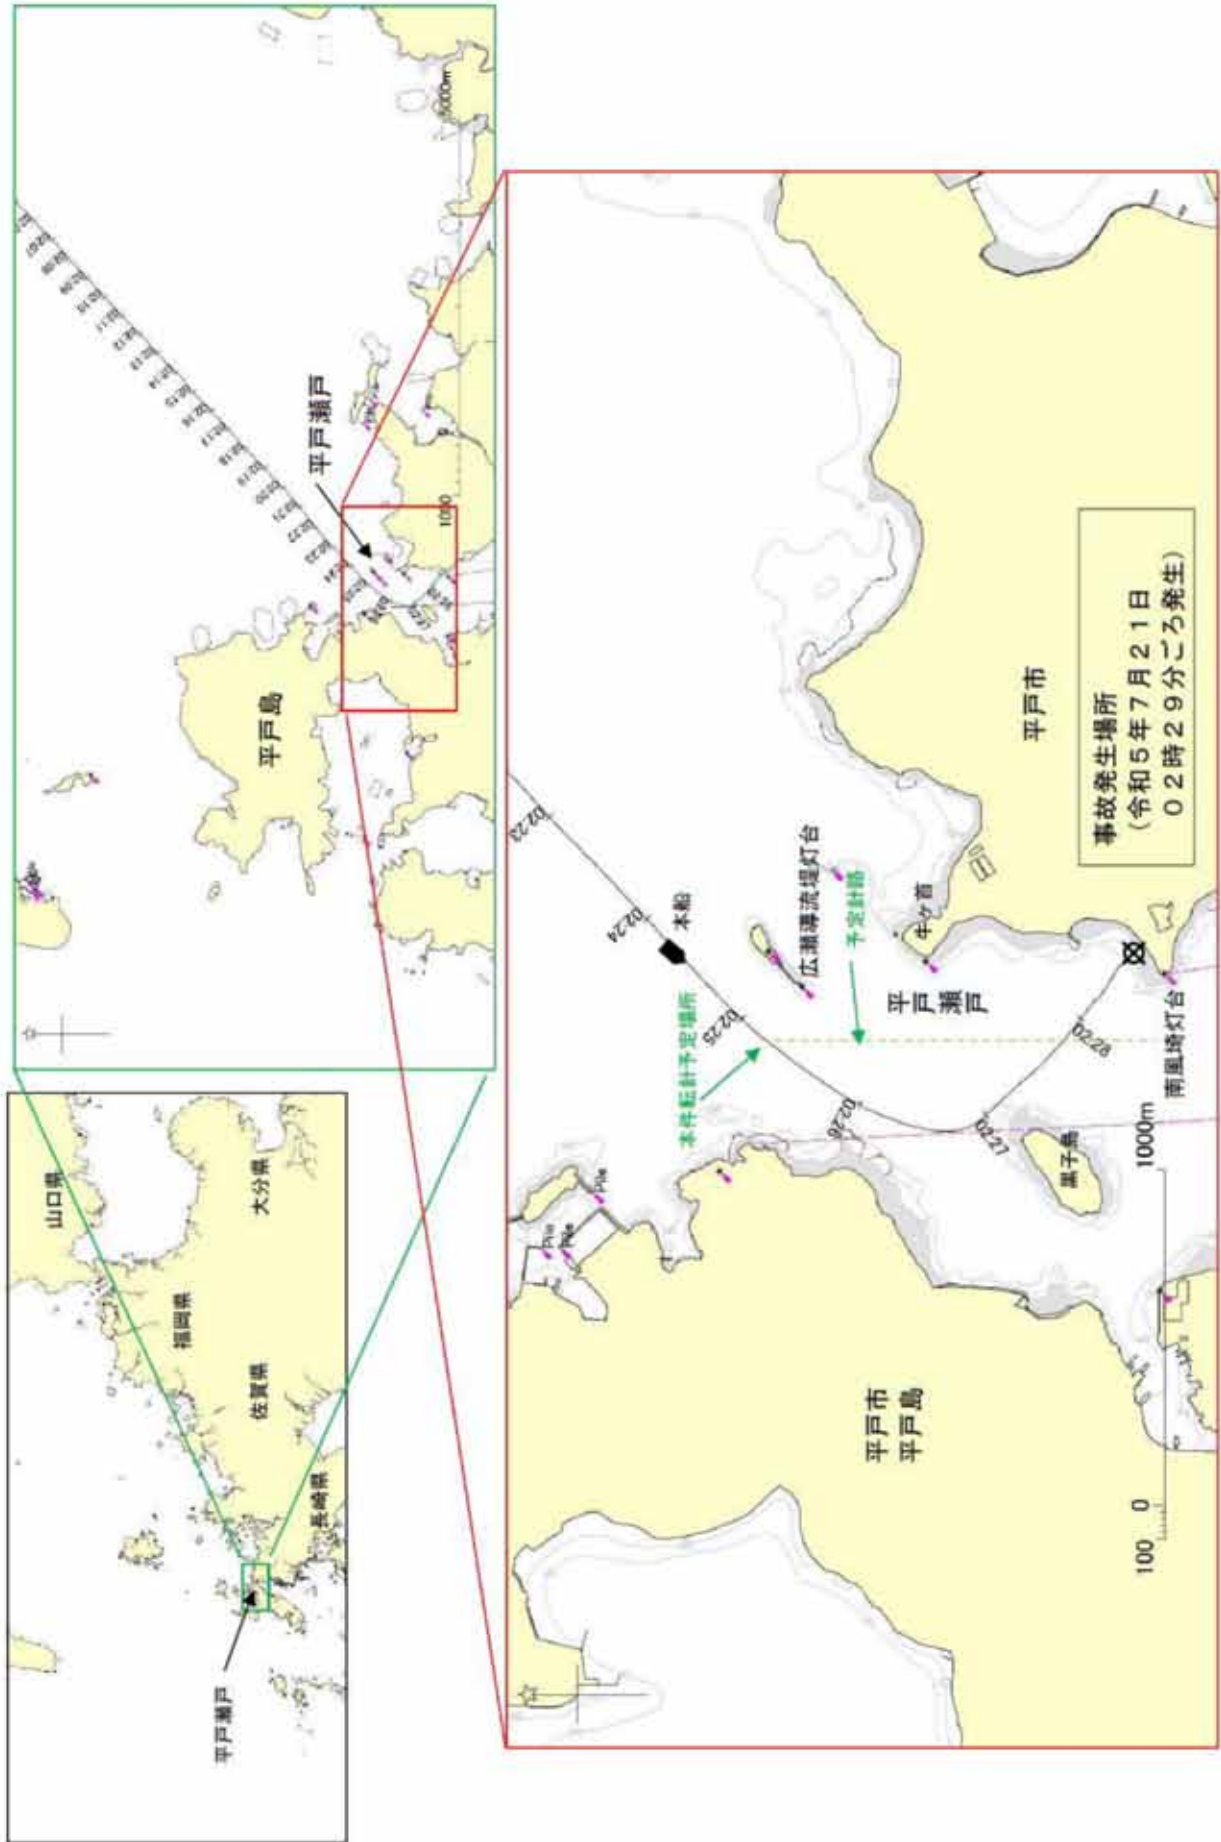 山口県
福岡県
大分県
佐賀県
長崎県
平戸瀬戸
平戸島
平戸瀬戸
1000
5000m
02:23
02:24
本船
02:25
本件転針予定場所
広瀬導流堤灯台
予定針路
02:26
牛ケ首
平戸瀬戸
02:27
02:28
黒子島
南風埼灯台
Pile
Pile
Pile
平戸市
平戸島
平戸市
100 0 1000m
事故発生場所
(令和5年7月21日
02時29分ごろ発生)